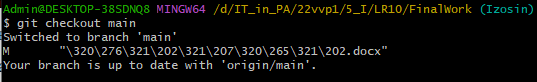 Admin@DESKTOP-38SDNQ8 MINGW64 /d/IT_in_PA/22vvp1/5_I/LR10/FinalWork (Izosin)
$ git checkout main
Switched to branch 'main'
M       "\320\276\321\202\321\207\320\265\321\202.docx"
Your branch is up to date with 'origin/main'.